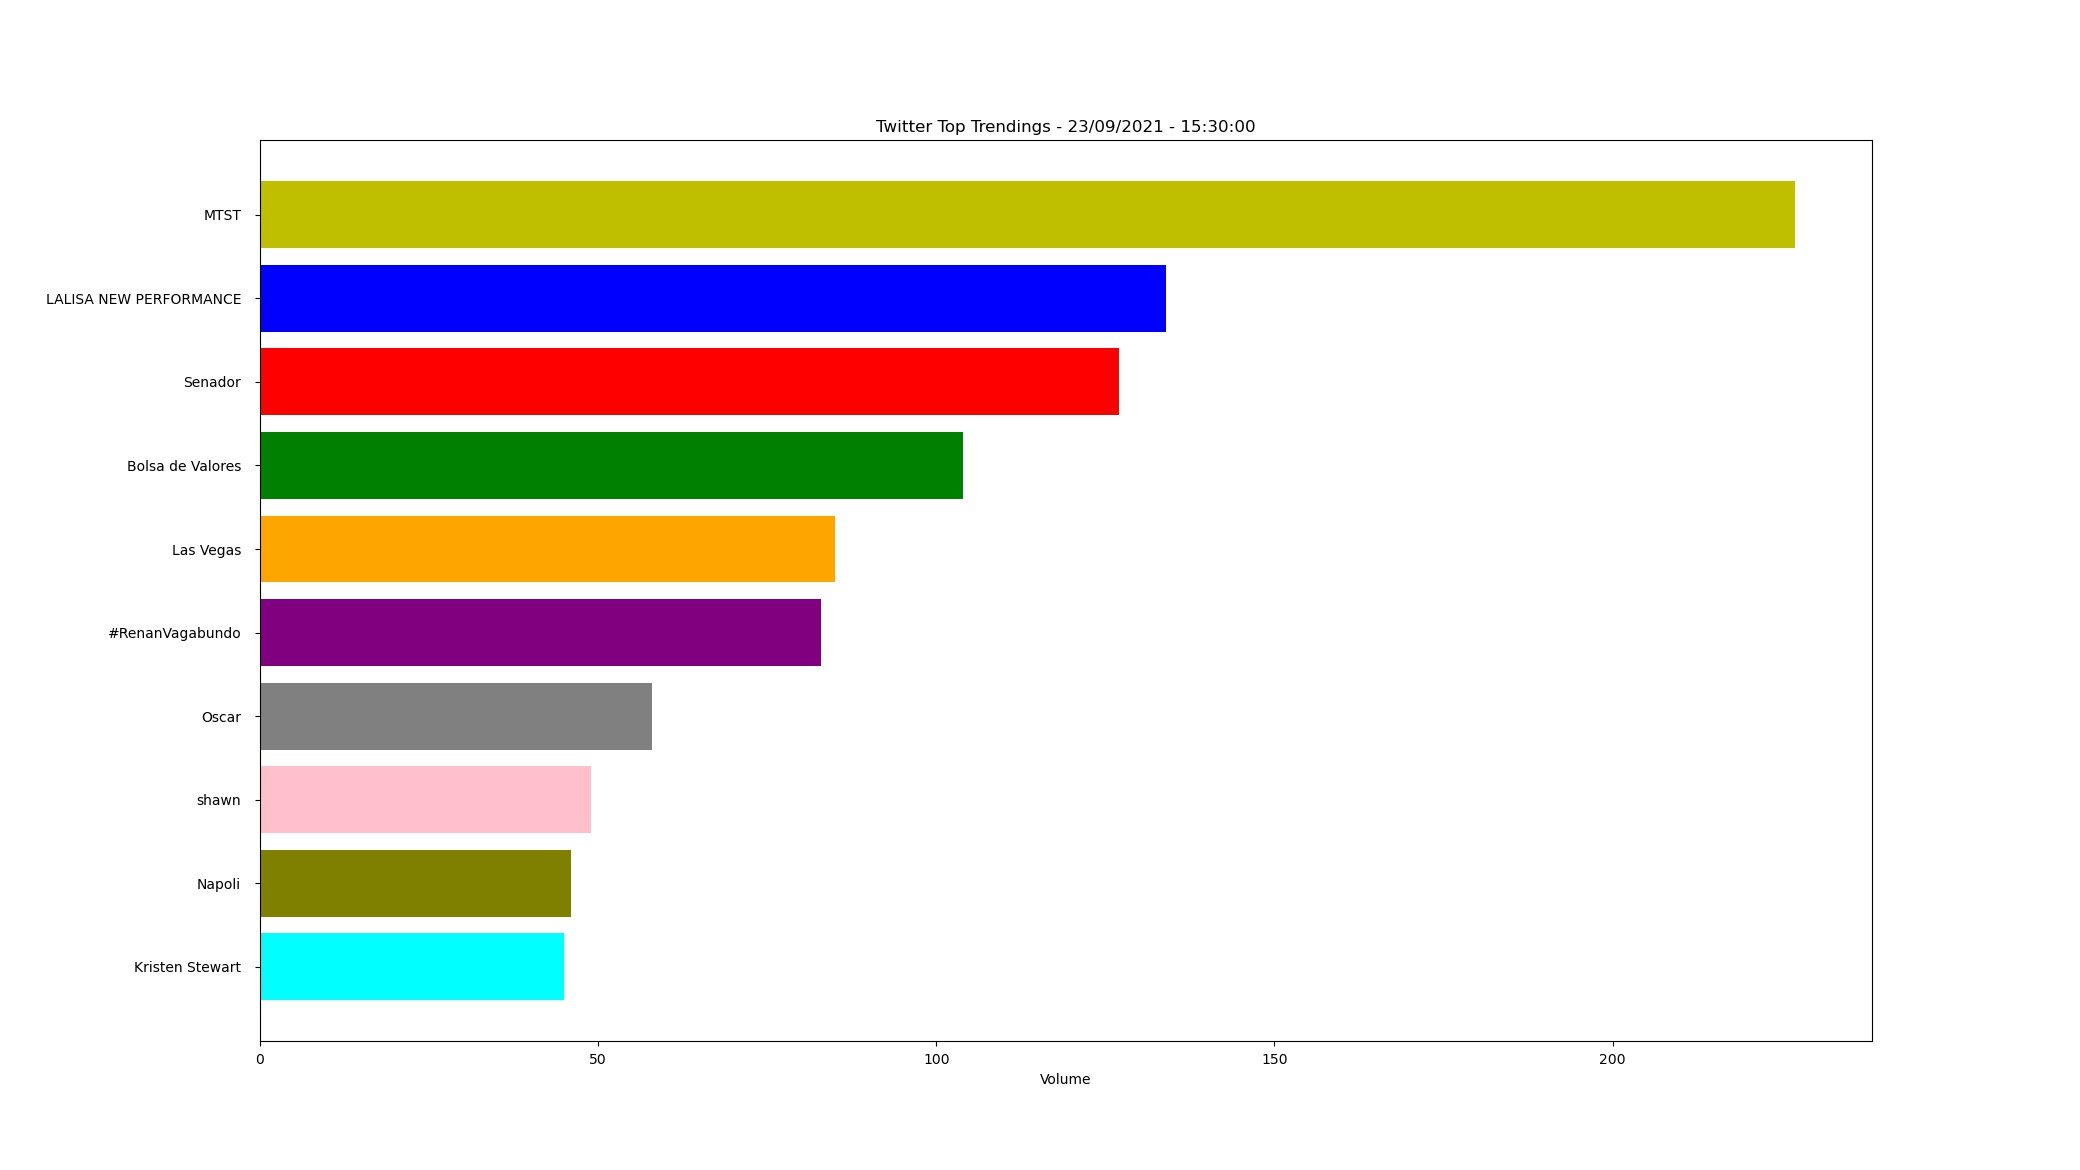 Twitter Top Trendings - 23/09/2021 - 15:30:00
MTST
LALISA NEW PERFORMANCE
Senador
Bolsa de Valores
Las Vegas
#RenanVagabundo
Oscar
shawn
Napoli
Kristen Stewart
0 50 100 150 200
Volume